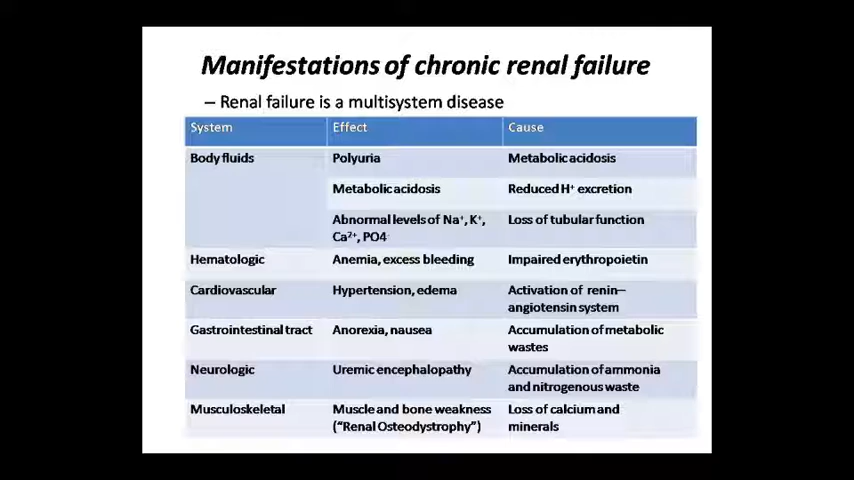 Manifestations of chronic renal failure
– Renal failure is a multisystem disease
System Effect Cause
Body fluids Polyuria Metabolic acidosis
Metabolic acidosis Reduced H⁺ excretion
Abnormal levels of Na⁺, K⁺, Loss of tubular function
Ca²⁺, PO4
Hematologic Anemia, excess bleeding Impaired erythropoietin
Cardiovascular Hypertension, edema Activation of renin–
angiotensin system
Gastrointestinal tract Anorexia, nausea Accumulation of metabolic
wastes
Neurologic Uremic encephalopathy Accumulation of ammonia
and nitrogenous waste
Musculoskeletal Muscle and bone weakness Loss of calcium and
("Renal Osteodystrophy") minerals